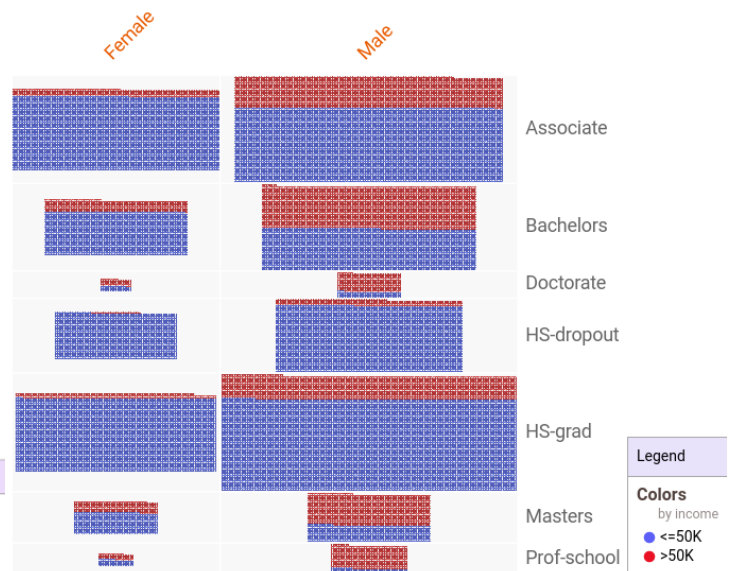 Female
Male
Associate
Bachelors
Doctorate
HS-dropout
HS-grad
Masters
Prof-school
Legend
Colors
by income
<=50K
>50K